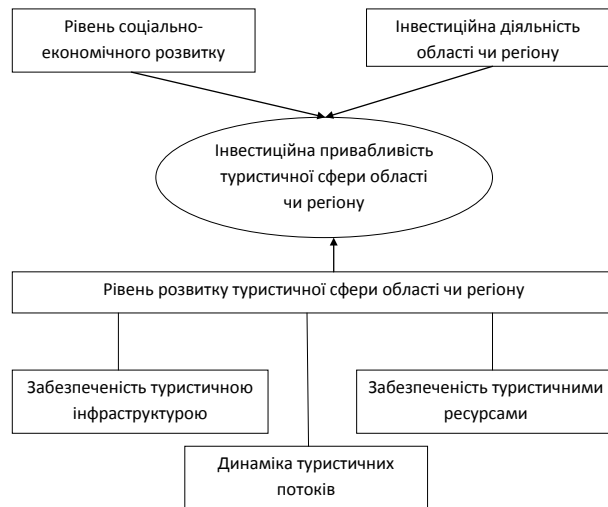 Рівень соціально-
економічного розвитку
Інвестиційна діяльність
області чи регіону
Інвестиційна привабливість
туристичної сфери області
чи регіону
Рівень розвитку туристичної сфери області чи регіону
Забезпеченість туристичною
інфраструктурою
Забезпеченість туристичними
ресурсами
Динаміка туристичних
потоків